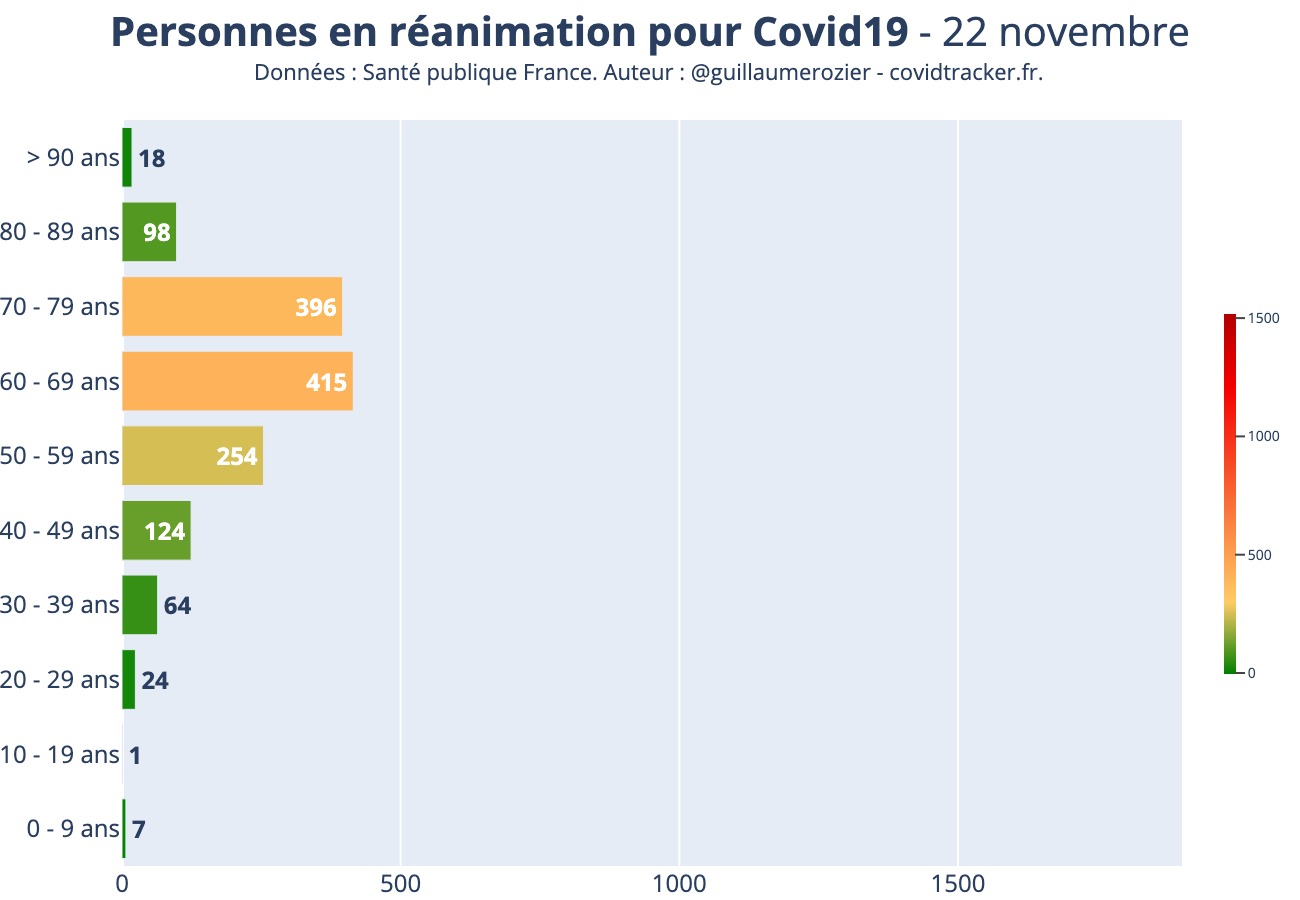 Personnes en réanimation pour Covid19 - 22 novembre
Données : Santé publique France. Auteur : @guillaumerozier - covidtracker.fr.
> 90 ans 18
80 - 89 ans 98
70 - 79 ans 396
60 - 69 ans 415
50 - 59 ans 254
40 - 49 ans 124
30 - 39 ans 64
20 - 29 ans 24
10 - 19 ans 1
0 - 9 ans 7
0 500 1000 1500
1500
1000
500
0